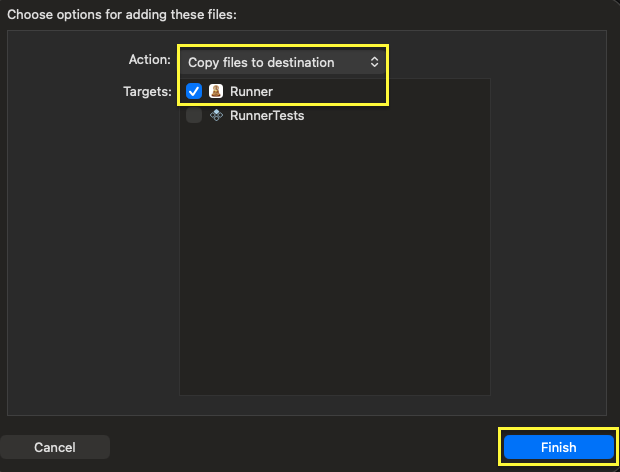 Choose options for adding these files:
Action: Copy files to destination
Targets: Runner
RunnerTests
Cancel Finish